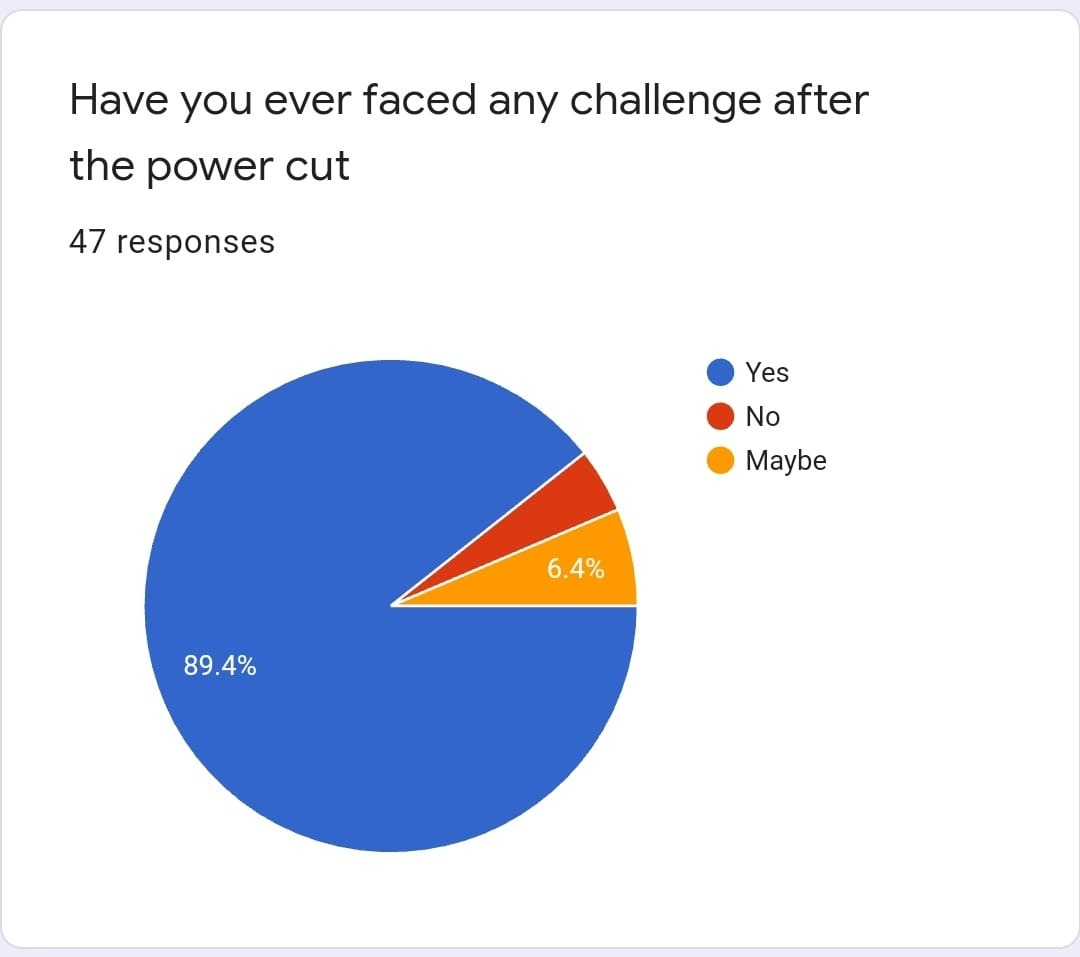 Have you ever faced any challenge after
the power cut
47 responses
Yes
No
Maybe
6.4%
89.4%